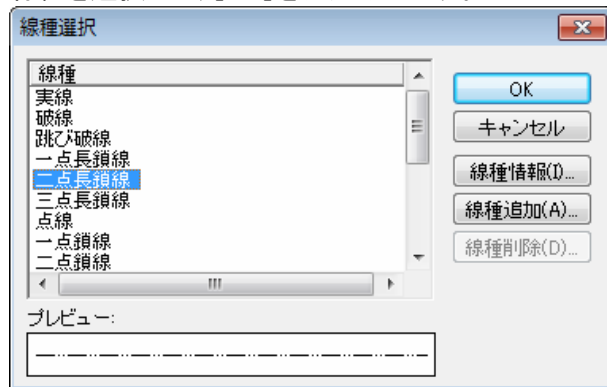 線種選択
線種
実線
破線
跳び破線
一点長鎖線
二点長鎖線
三点長鎖線
点線
一点鎖線
二点鎖線
OK
キャンセル
線種情報(I)...
線種追加(A)...
線種削除(D)...
プレビュー: